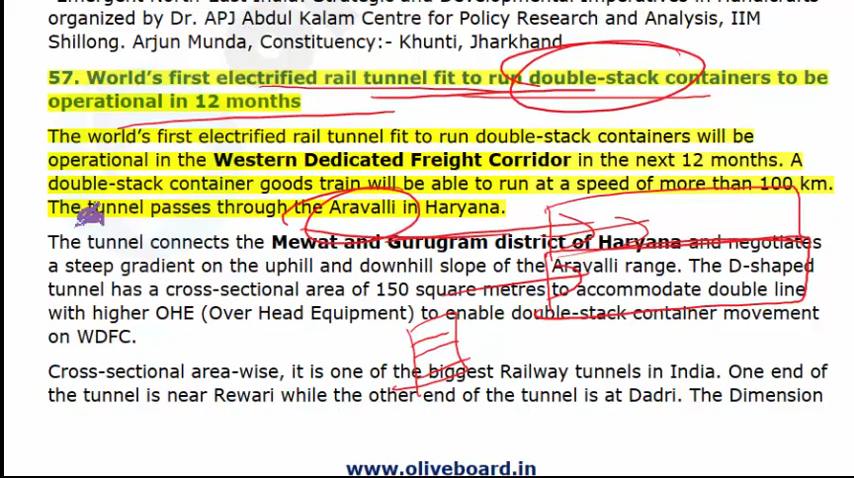 "Emergent North-East India: Strategic and Developmental Imperatives in Handicrafts"
organized by Dr. APJ Abdul Kalam Centre for Policy Research and Analysis, IIM
Shillong. Arjun Munda, Constituency:- Khunti, Jharkhand
57. World's first electrified rail tunnel fit to run double-stack containers to be
operational in 12 months
The world's first electrified rail tunnel fit to run double-stack containers will be
operational in the Western Dedicated Freight Corridor in the next 12 months. A
double-stack container goods train will be able to run at a speed of more than 100 km.
The tunnel passes through the Aravalli in Haryana.
The tunnel connects the Mewat and Gurugram district of Haryana and negotiates
a steep gradient on the uphill and downhill slope of the Aravalli range. The D-shaped
tunnel has a cross-sectional area of 150 square metres to accommodate double line
with higher OHE (Over Head Equipment) to enable double-stack container movement
on WDFC.
Cross-sectional area-wise, it is one of the biggest Railway tunnels in India. One end of
the tunnel is near Rewari while the other end of the tunnel is at Dadri. The Dimension
www.oliveboard.in